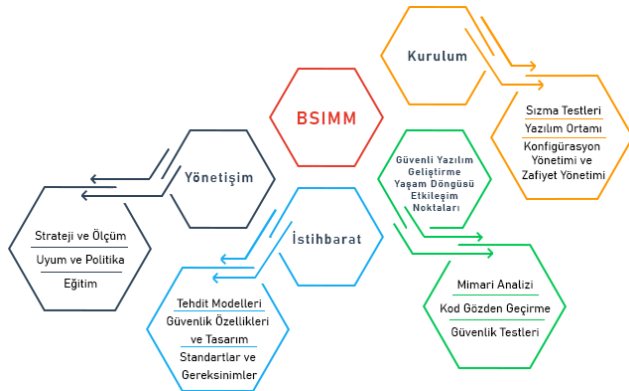 Kurulum
Sızma Testleri
Yazılım Ortamı
Konfigürasyon
Yönetimi ve
Zafiyet Yönetimi
BSIMM
Güvenli Yazılım
Geliştirme
Yaşam Döngüsü
Etkileşim
Noktaları
Yönetişim
Strateji ve Ölçüm
Uyum ve Politika
Eğitim
İstihbarat
Tehdit Modelleri
Güvenlik Özellikleri
ve Tasarım
Standartlar ve
Gereksinimler
Mimari Analizi
Kod Gözden Geçirme
Güvenlik Testleri